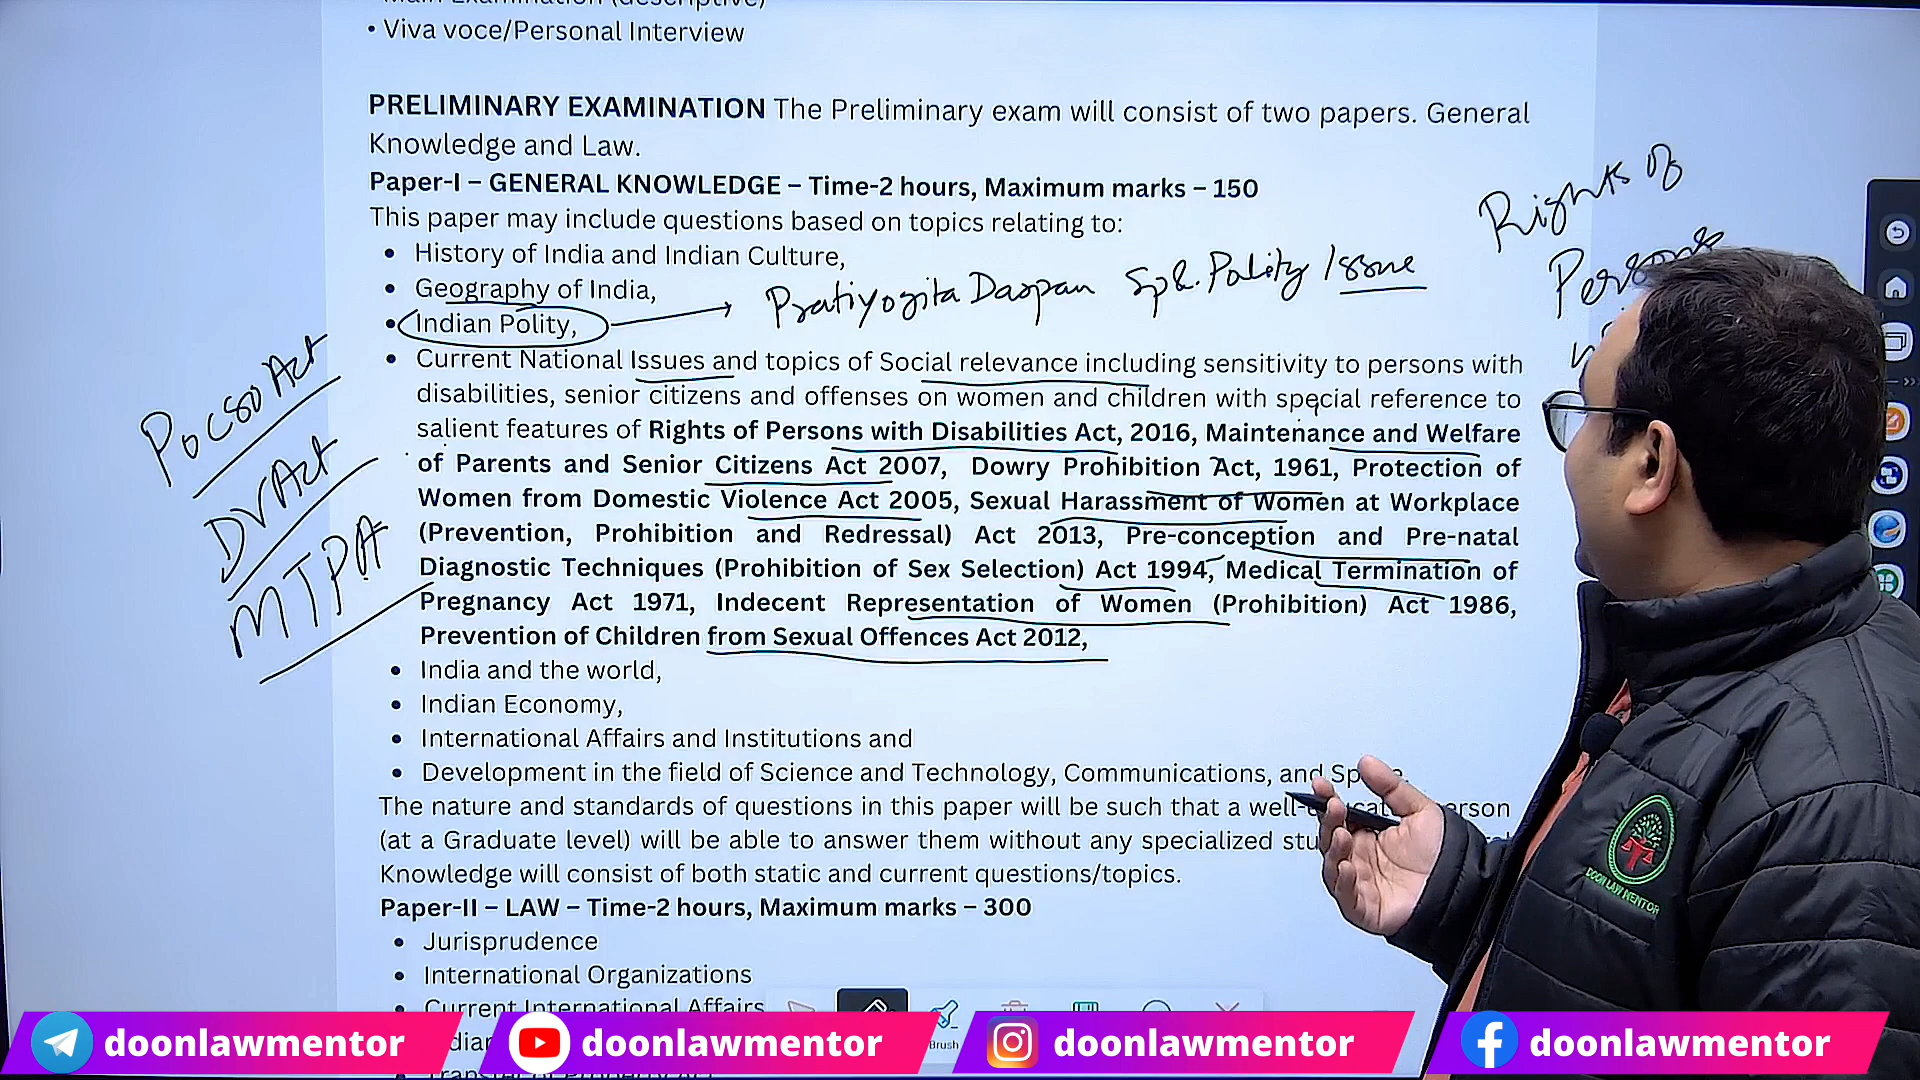 • Viva voce/Personal Interview
PRELIMINARY EXAMINATION The Preliminary exam will consist of two papers. General
Knowledge and Law.
Paper-I – GENERAL KNOWLEDGE – Time-2 hours, Maximum marks – 150
This paper may include questions based on topics relating to:
• History of India and Indian Culture,
• Geography of India,
• Indian Polity,
Pratiyogita Darpan Spl. Polity Issue
Rights of
Persons
• Current National Issues and topics of Social relevance including sensitivity to persons with
disabilities, senior citizens and offenses on women and children with special reference to
salient features of Rights of Persons with Disabilities Act, 2016, Maintenance and Welfare
of Parents and Senior Citizens Act 2007, Dowry Prohibition Act, 1961, Protection of
Women from Domestic Violence Act 2005, Sexual Harassment of Women at Workplace
(Prevention, Prohibition and Redressal) Act 2013, Pre-conception and Pre-natal
Diagnostic Techniques (Prohibition of Sex Selection) Act 1994, Medical Termination of
Pregnancy Act 1971, Indecent Representation of Women (Prohibition) Act 1986,
Prevention of Children from Sexual Offences Act 2012,
Pocso Act
DV Act
MTPA
• India and the world,
• Indian Economy,
• International Affairs and Institutions and
• Development in the field of Science and Technology, Communications, and
The nature and standards of questions in this paper will be such that a
(at a Graduate level) will be able to answer them without any specialized
Knowledge will consist of both static and current questions/topics.
Paper-II – LAW – Time-2 hours, Maximum marks – 300
• Jurisprudence
• International Organizations
• Current International Affairs
Brush
DOON LAW MENTOR
doonlawmentor
doonlawmentor
doonlawmentor
doonlawmentor